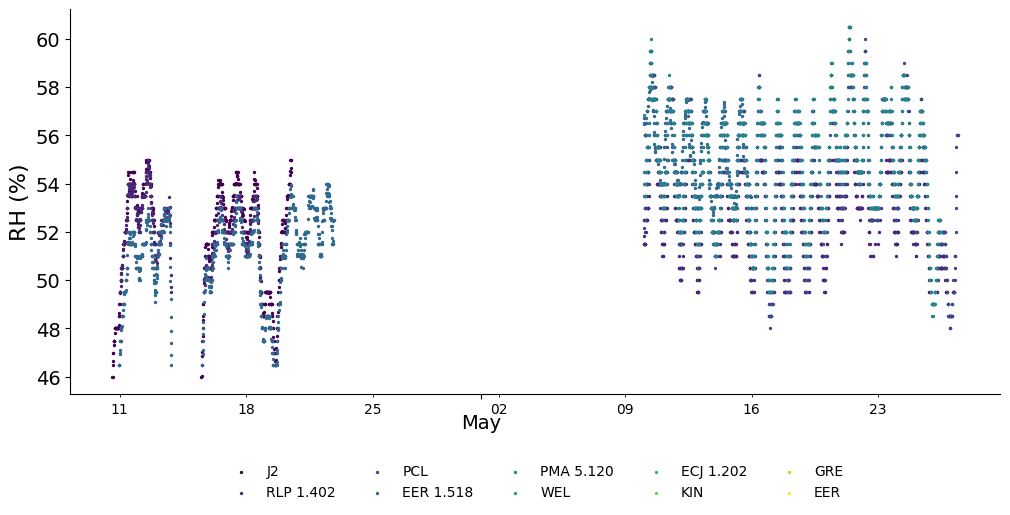 60
58
56
54
52
50
48
46
RH (%)
11 18 25 02 09 16 23
May
J2 PCL PMA 5.120 ECJ 1.202 GRE
RLP 1.402 EER 1.518 WEL KIN EER